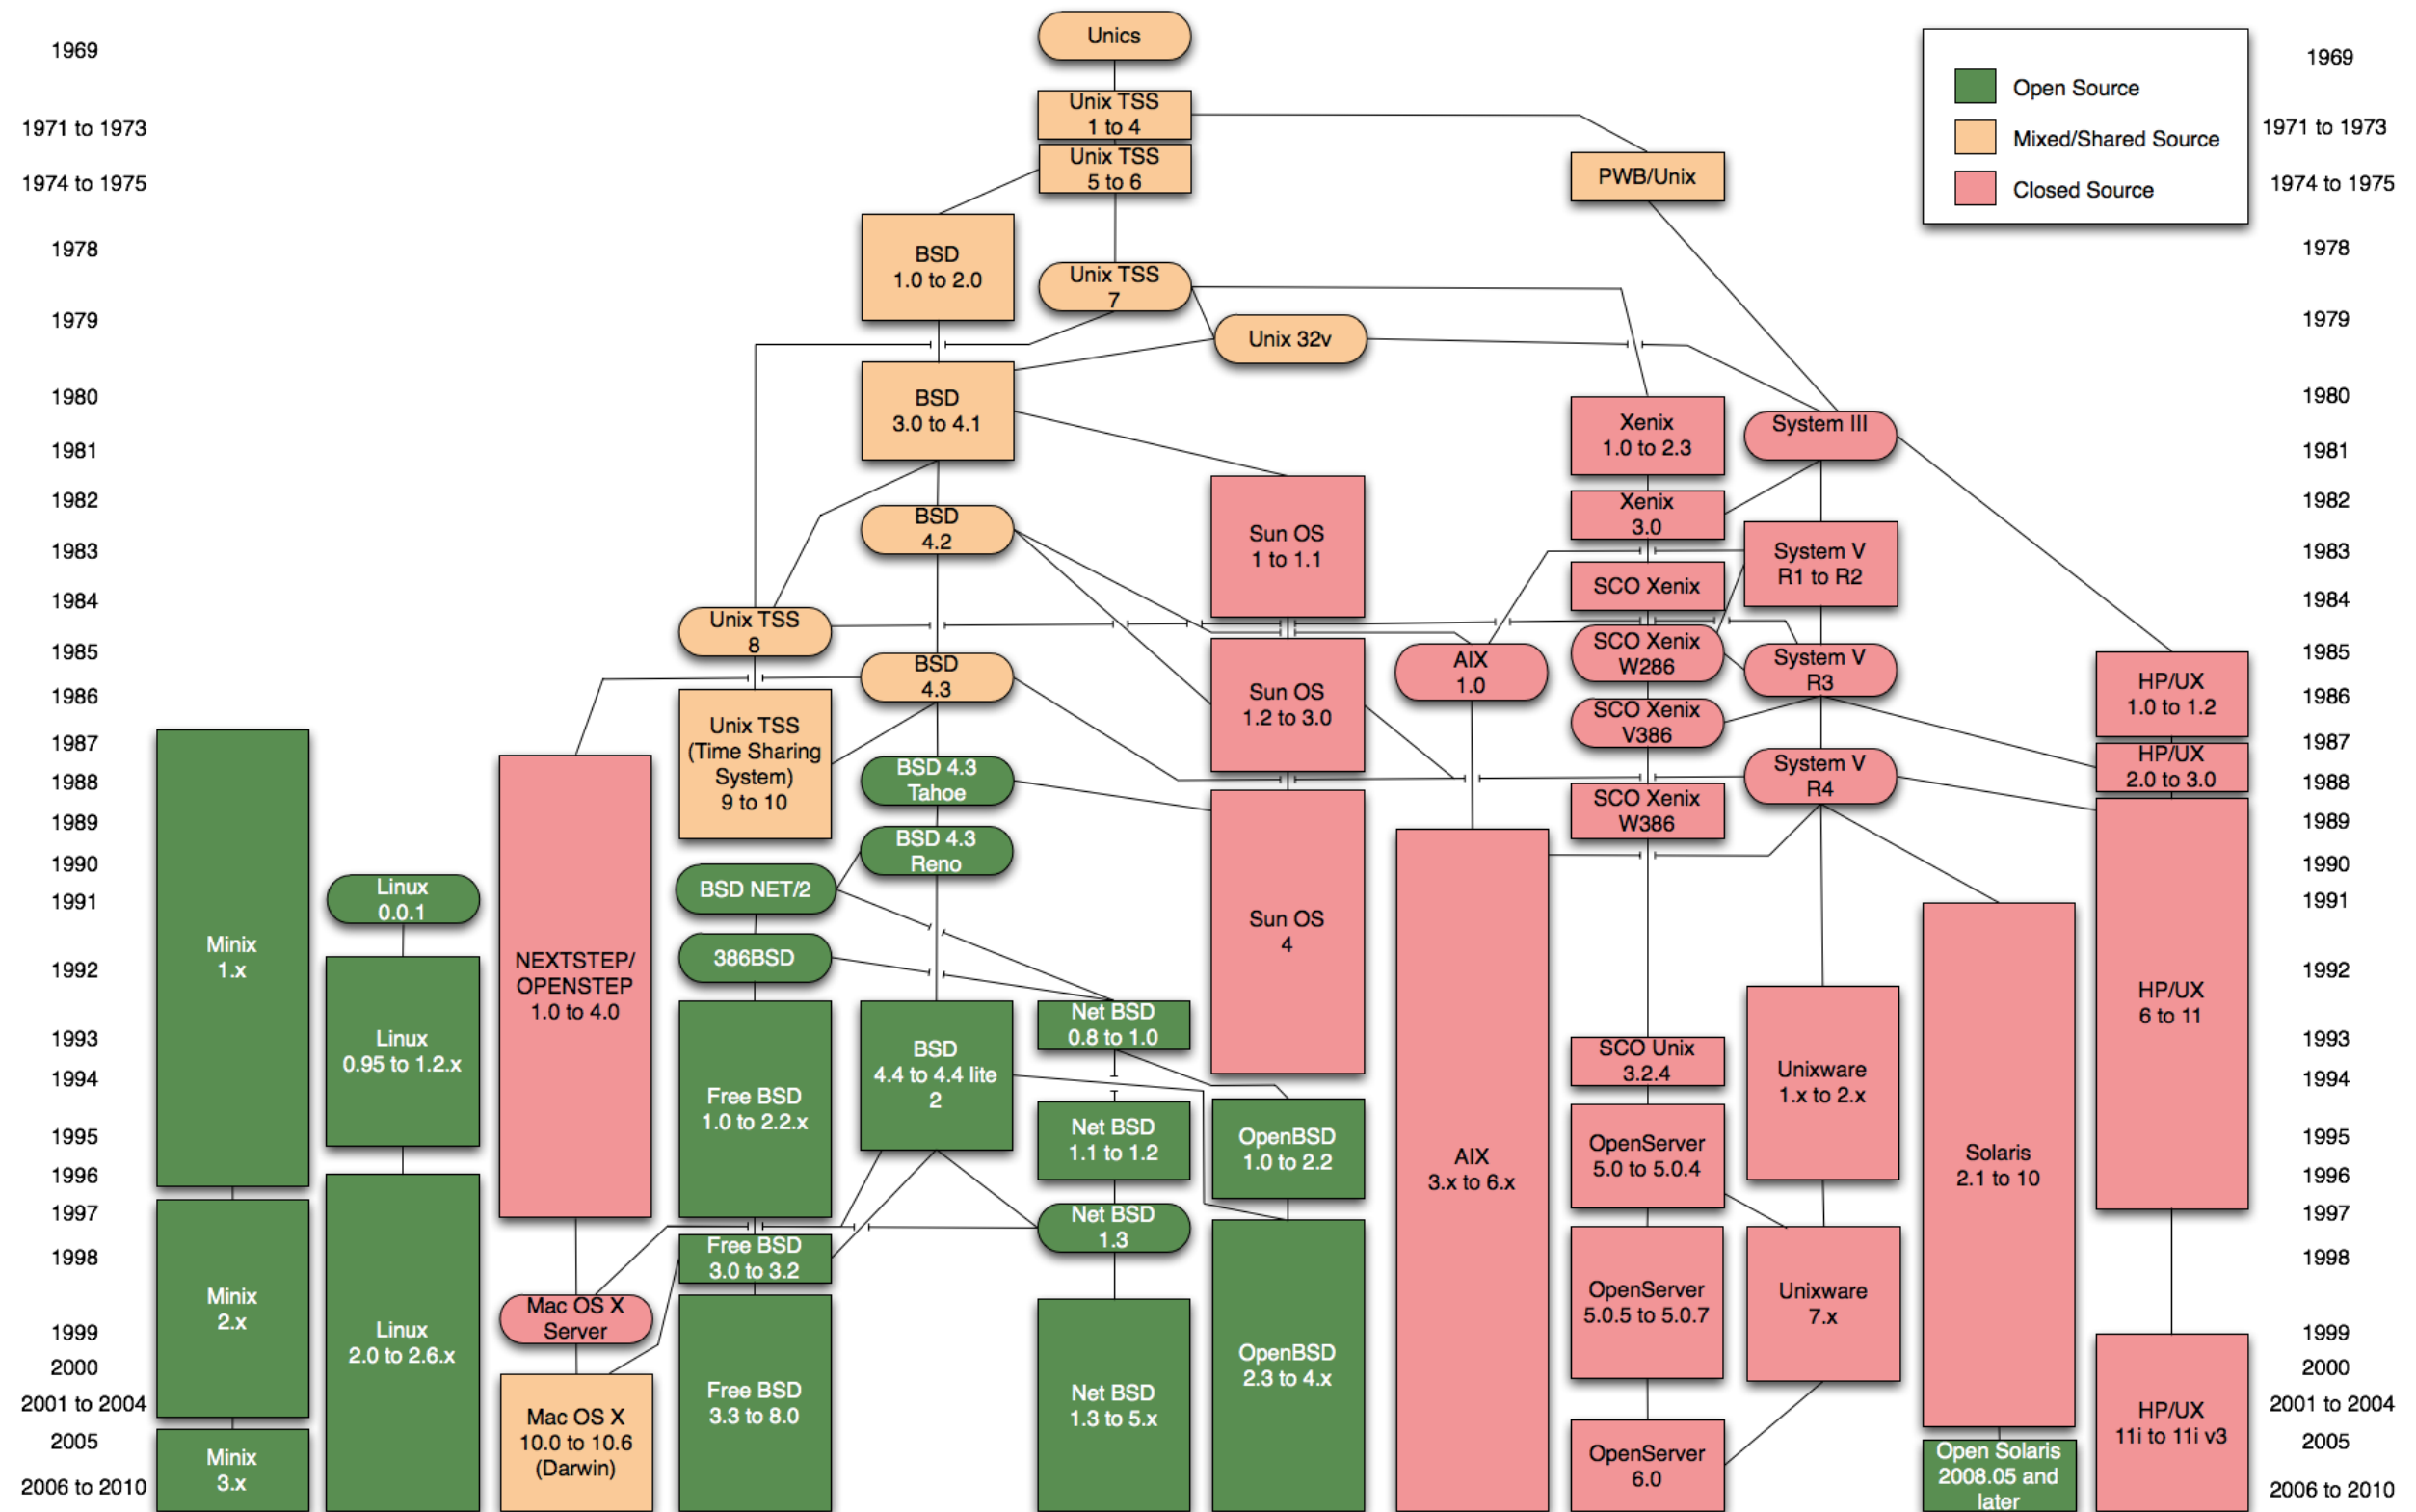 Unics
1969
1969
Open Source
Mixed/Shared Source
Closed Source
Unix TSS
1 to 4
1971 to 1973
1971 to 1973
Unix TSS
5 to 6
PWB/Unix
1974 to 1975
1974 to 1975
BSD
1.0 to 2.0
1978
1978
Unix TSS
7
1979
1979
Unix 32v
BSD
3.0 to 4.1
1980
1980
Xenix
1.0 to 2.3
System III
1981
1981
1982
1982
Xenix
3.0
BSD
4.2
Sun OS
1 to 1.1
1983
1983
System V
R1 to R2
SCO Xenix
1984
1984
Unix TSS
8
1985
1985
SCO Xenix
W286
System V
R3
AIX
1.0
BSD
4.3
Sun OS
1.2 to 3.0
HP/UX
1.0 to 1.2
1986
1986
SCO Xenix
V386
Unix TSS
(Time Sharing
System)
9 to 10
1987
1987
HP/UX
2.0 to 3.0
System V
R4
BSD 4.3
Tahoe
1988
1988
SCO Xenix
W386
1989
1989
BSD 4.3
Reno
1990
1990
BSD NET/2
Linux
0.0.1
1991
1991
Sun OS
4
Minix
1.x
386BSD
NEXTSTEP/
OPENSTEP
1.0 to 4.0
1992
1992
HP/UX
6 to 11
Net BSD
0.8 to 1.0
Linux
0.95 to 1.2.x
1993
1993
BSD
4.4 to 4.4 lite
2
SCO Unix
3.2.4
1994
1994
Unixware
1.x to 2.x
Free BSD
1.0 to 2.2.x
Net BSD
1.1 to 1.2
OpenBSD
1.0 to 2.2
1995
1995
OpenServer
5.0 to 5.0.4
AIX
3.x to 6.x
Solaris
2.1 to 10
1996
1996
1997
1997
Net BSD
1.3
Free BSD
3.0 to 3.2
1998
1998
Minix
2.x
Mac OS X
Server
OpenServer
5.0.5 to 5.0.7
Unixware
7.x
Linux
2.0 to 2.6.x
1999
1999
OpenBSD
2.3 to 4.x
2000
2000
Free BSD
3.3 to 8.0
Net BSD
1.3 to 5.x
2001 to 2004
2001 to 2004
Mac OS X
10.0 to 10.6
(Darwin)
HP/UX
11i to 11i v3
2005
2005
Minix
3.x
OpenServer
6.0
Open Solaris
2008.05 and
later
2006 to 2010
2006 to 2010